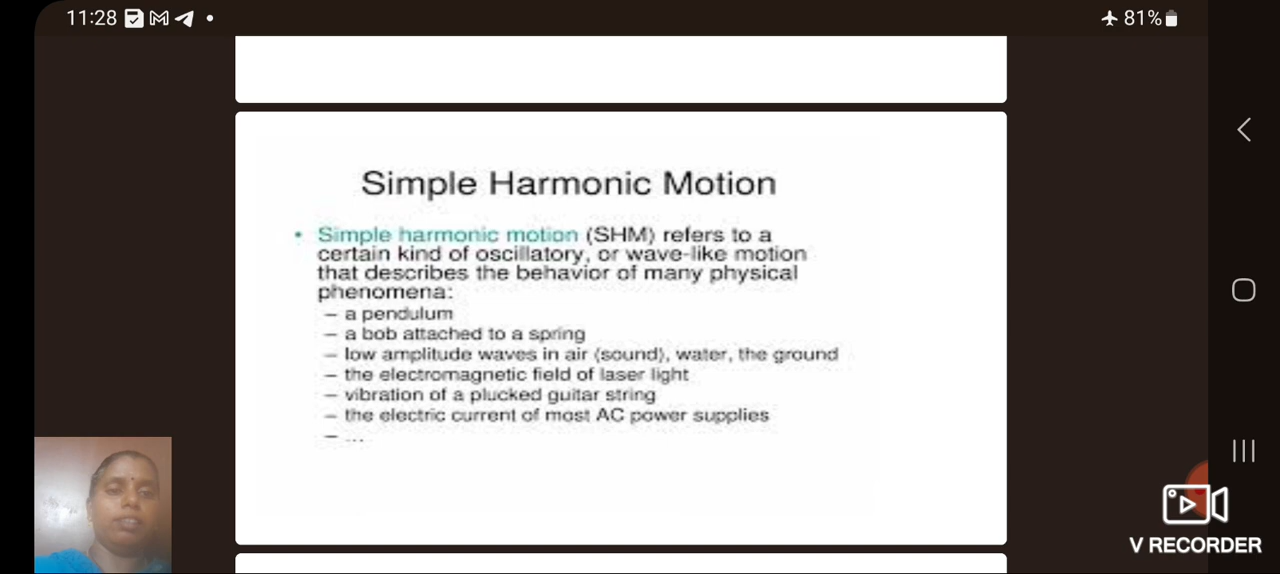 11:28
81%
Simple Harmonic Motion
• Simple harmonic motion (SHM) refers to a
certain kind of oscillatory, or wave-like motion
that describes the behavior of many physical
phenomena:
– a pendulum
– a bob attached to a spring
– low amplitude waves in air (sound), water, the ground
– the electromagnetic field of laser light
– vibration of a plucked guitar string
– the electric current of most AC power supplies
– ...
V RECORDER